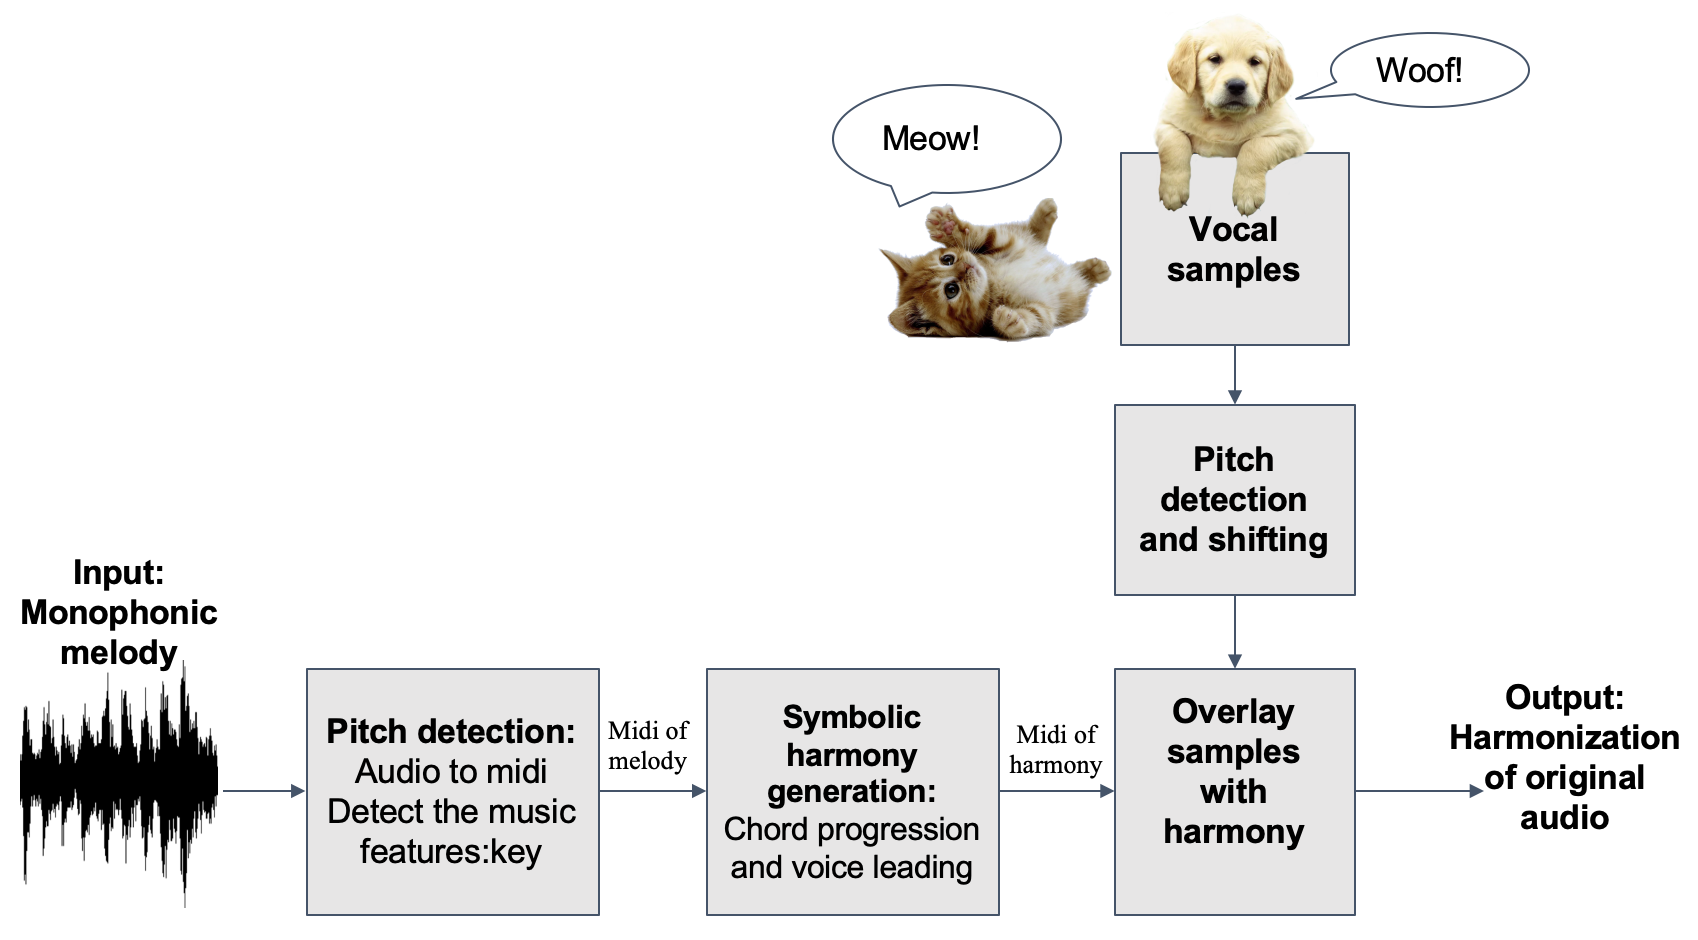 Woof!
Meow!
Vocal
samples
Pitch
detection
and shifting
Input:
Monophonic
melody
Pitch detection:
Audio to midi
Detect the music
features:key
Midi of
melody
Symbolic
harmony
generation:
Chord progression
and voice leading
Midi of
harmony
Overlay
samples
with
harmony
Output:
Harmonization
of original
audio